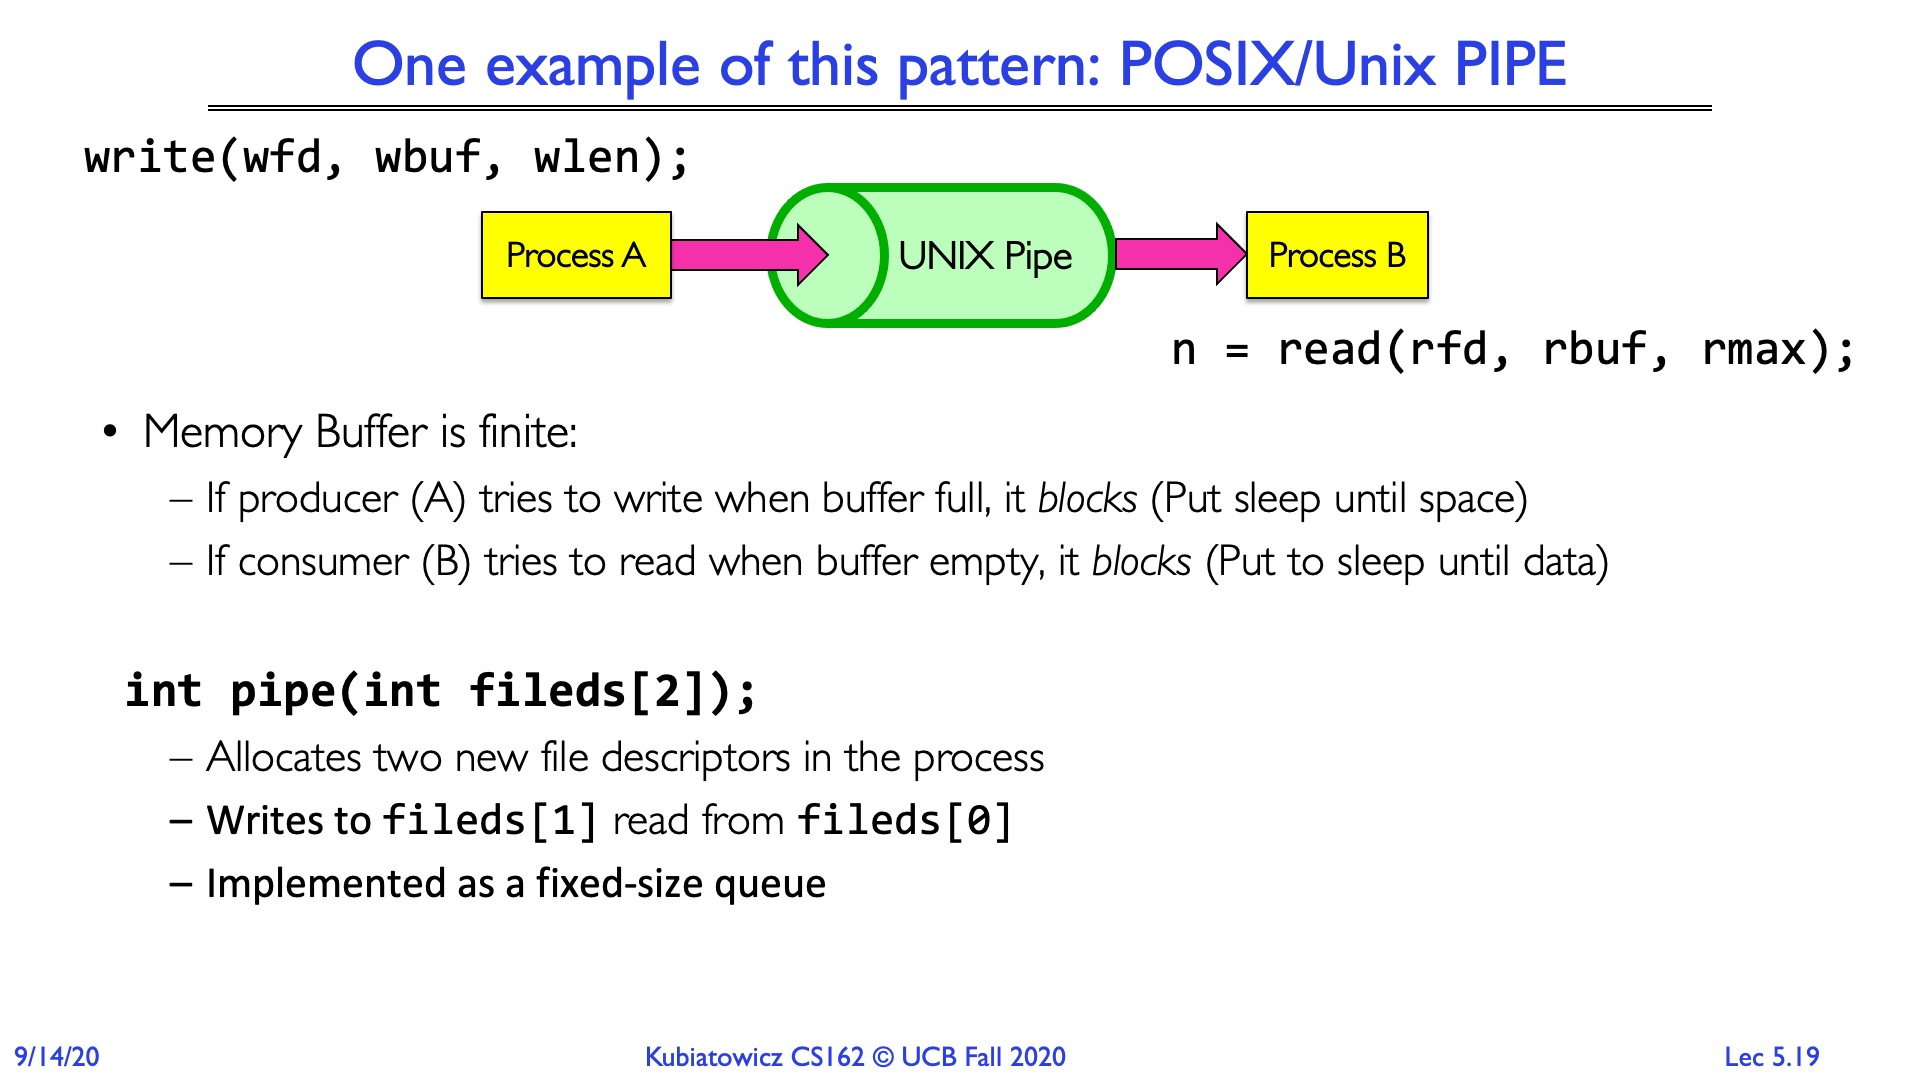 One example of this pattern: POSIX/Unix PIPE
write(wfd, wbuf, wlen);
Process A
UNIX Pipe
Process B
n = read(rfd, rbuf, rmax);
• Memory Buffer is finite:
– If producer (A) tries to write when buffer full, it blocks (Put sleep until space)
– If consumer (B) tries to read when buffer empty, it blocks (Put to sleep until data)
int pipe(int fileds[2]);
– Allocates two new file descriptors in the process
– Writes to fileds[1] read from fileds[0]
– Implemented as a fixed-size queue
9/14/20
Kubiatowicz CS162 © UCB Fall 2020
Lec 5.19